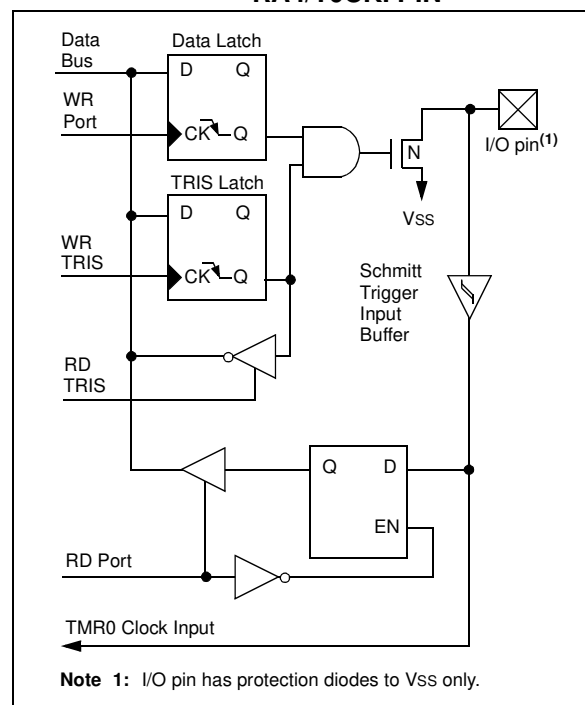 RA4/T0CKI PIN
Data Bus
Data Latch
D Q
WR Port
CK Q
N
I/O pin(1)
VSS
TRIS Latch
D Q
WR TRIS
CK Q
Schmitt Trigger Input Buffer
RD TRIS
Q D
EN
RD Port
TMR0 Clock Input
Note 1: I/O pin has protection diodes to VSS only.